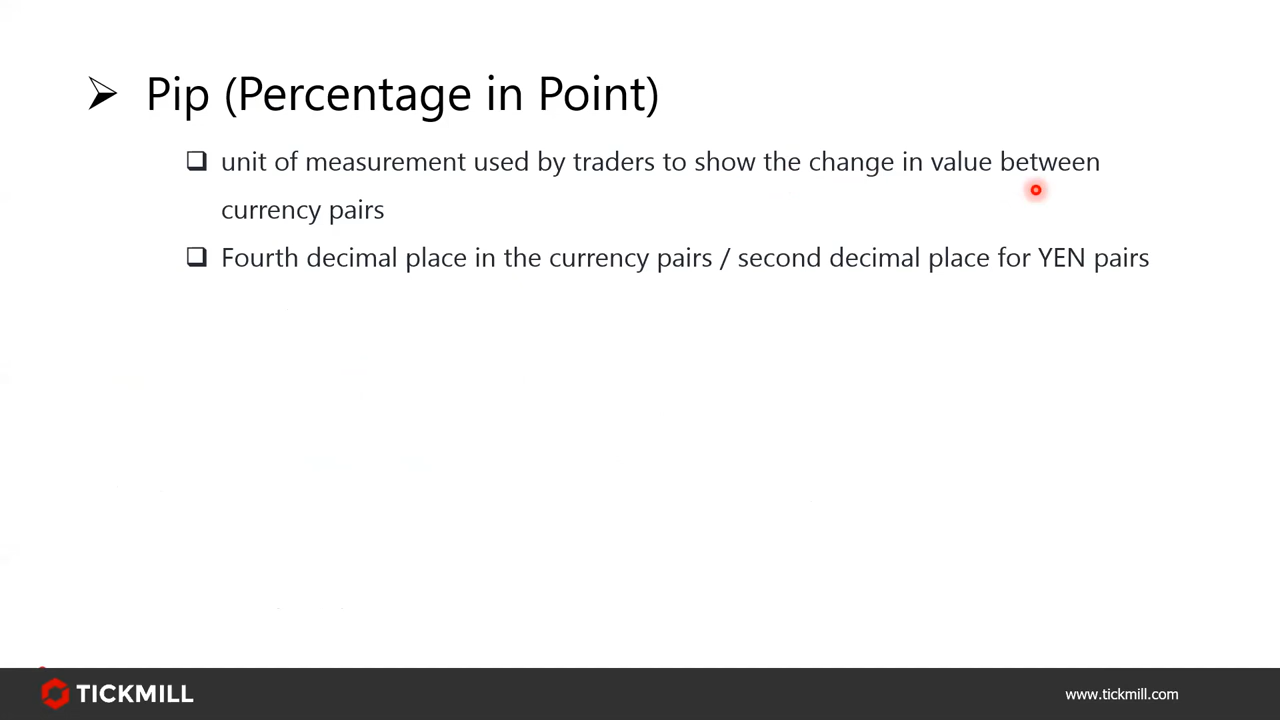 Pip (Percentage in Point)
unit of measurement used by traders to show the change in value between
currency pairs
Fourth decimal place in the currency pairs / second decimal place for YEN pairs
TICKMILL
www.tickmill.com